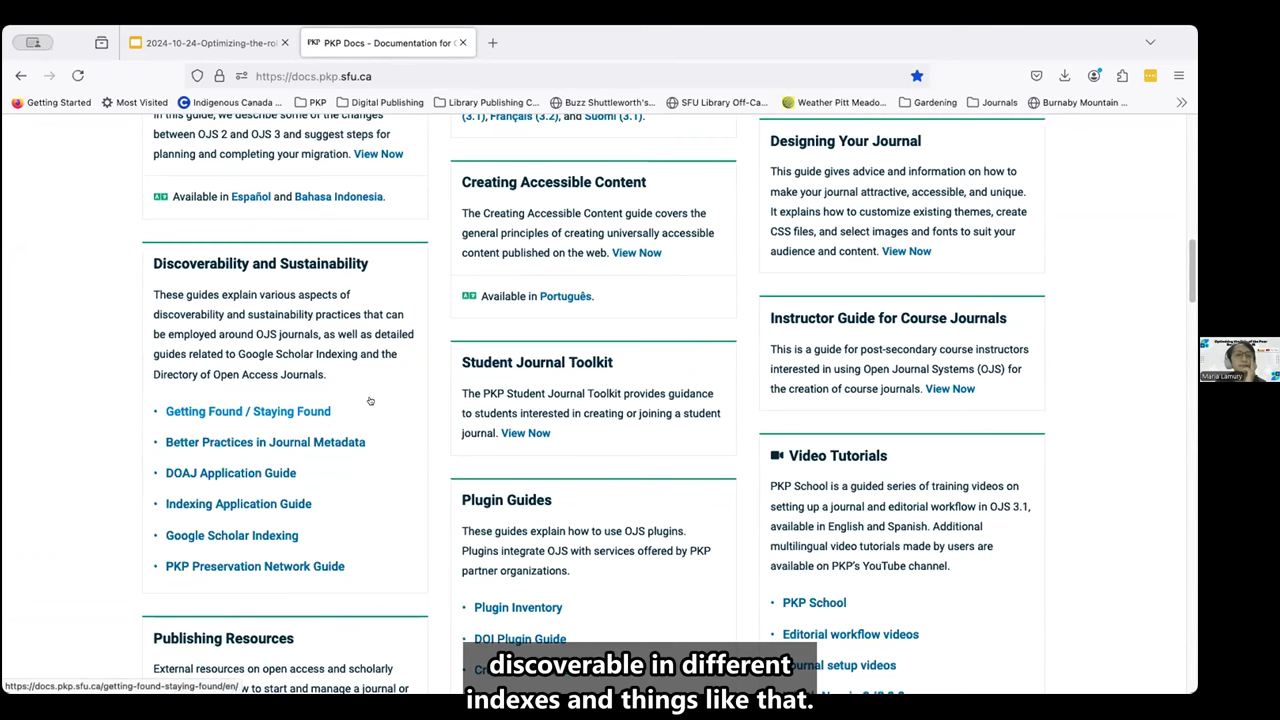 2024-10-24-Optimizing-the-rol
PKP Docs - Documentation for
https://docs.pkp.sfu.ca
Getting Started
Most Visited
Indigenous Canada ...
PKP
Digital Publishing
Library Publishing C...
Buzz Shuttleworth's...
SFU Library Off-Ca...
Weather Pitt Meado...
Gardening
Journals
Burnaby Mountain ...
In this guide, we describe some of the changes
between OJS 2 and OJS 3 and suggest steps for
planning and completing your migration. View Now
Available in Español and Bahasa Indonesia.
Discoverability and Sustainability
These guides explain various aspects of
discoverability and sustainability practices that can
be employed around OJS journals, as well as detailed
guides related to Google Scholar Indexing and the
Directory of Open Access Journals.
• Getting Found / Staying Found
• Better Practices in Journal Metadata
• DOAJ Application Guide
• Indexing Application Guide
• Google Scholar Indexing
• PKP Preservation Network Guide
Publishing Resources
External resources on open access and scholarly
how to start and manage a journal or
(3.1), Français (3.2), and Suomi (3.1).
Creating Accessible Content
The Creating Accessible Content guide covers the
general principles of creating universally accessible
content published on the web. View Now
Available in Português.
Student Journal Toolkit
The PKP Student Journal Toolkit provides guidance
to students interested in creating or joining a student
journal. View Now
Plugin Guides
These guides explain how to use OJS plugins.
Plugins integrate OJS with services offered by PKP
partner organizations.
• Plugin Inventory
• DOI Plugin Guide
Designing Your Journal
This guide gives advice and information on how to
make your journal attractive, accessible, and unique.
It explains how to customize existing themes, create
CSS files, and select images and fonts to suit your
audience and content. View Now
Instructor Guide for Course Journals
This is a guide for post-secondary course instructors
interested in using Open Journal Systems (OJS) for
the creation of course journals. View Now
Video Tutorials
PKP School is a guided series of training videos on
setting up a journal and editorial workflow in OJS 3.1,
available in English and Spanish. Additional
multilingual video tutorials made by users are
available on PKP's YouTube channel.
• PKP School
• Editorial workflow videos
setup videos
https://docs.pkp.sfu.ca/getting-found-staying-found/en/
discoverable in different
indexes and things like that.
Maria Lamury